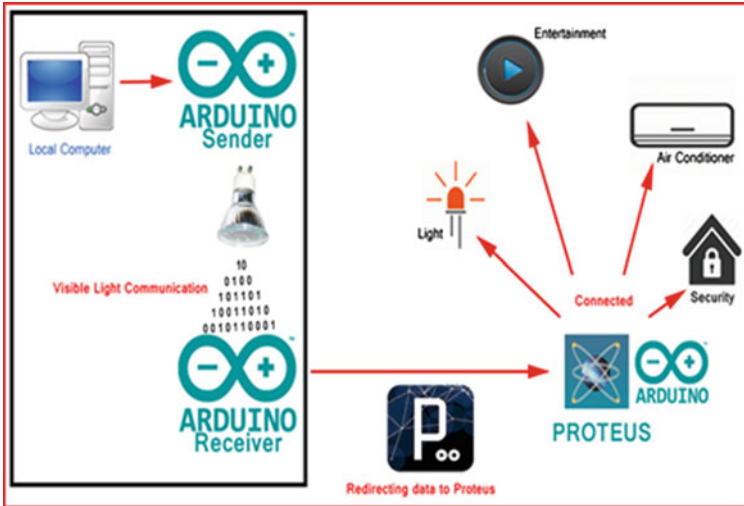 Local Computer
ARDUINO
Sender
Visible Light Communication
10
0100
101101
10011010
0010110001
ARDUINO
Receiver
Redirecting data to Proteus
Entertainment
Air Conditioner
Light
Security
Connected
PROTEUS
ARDUINO